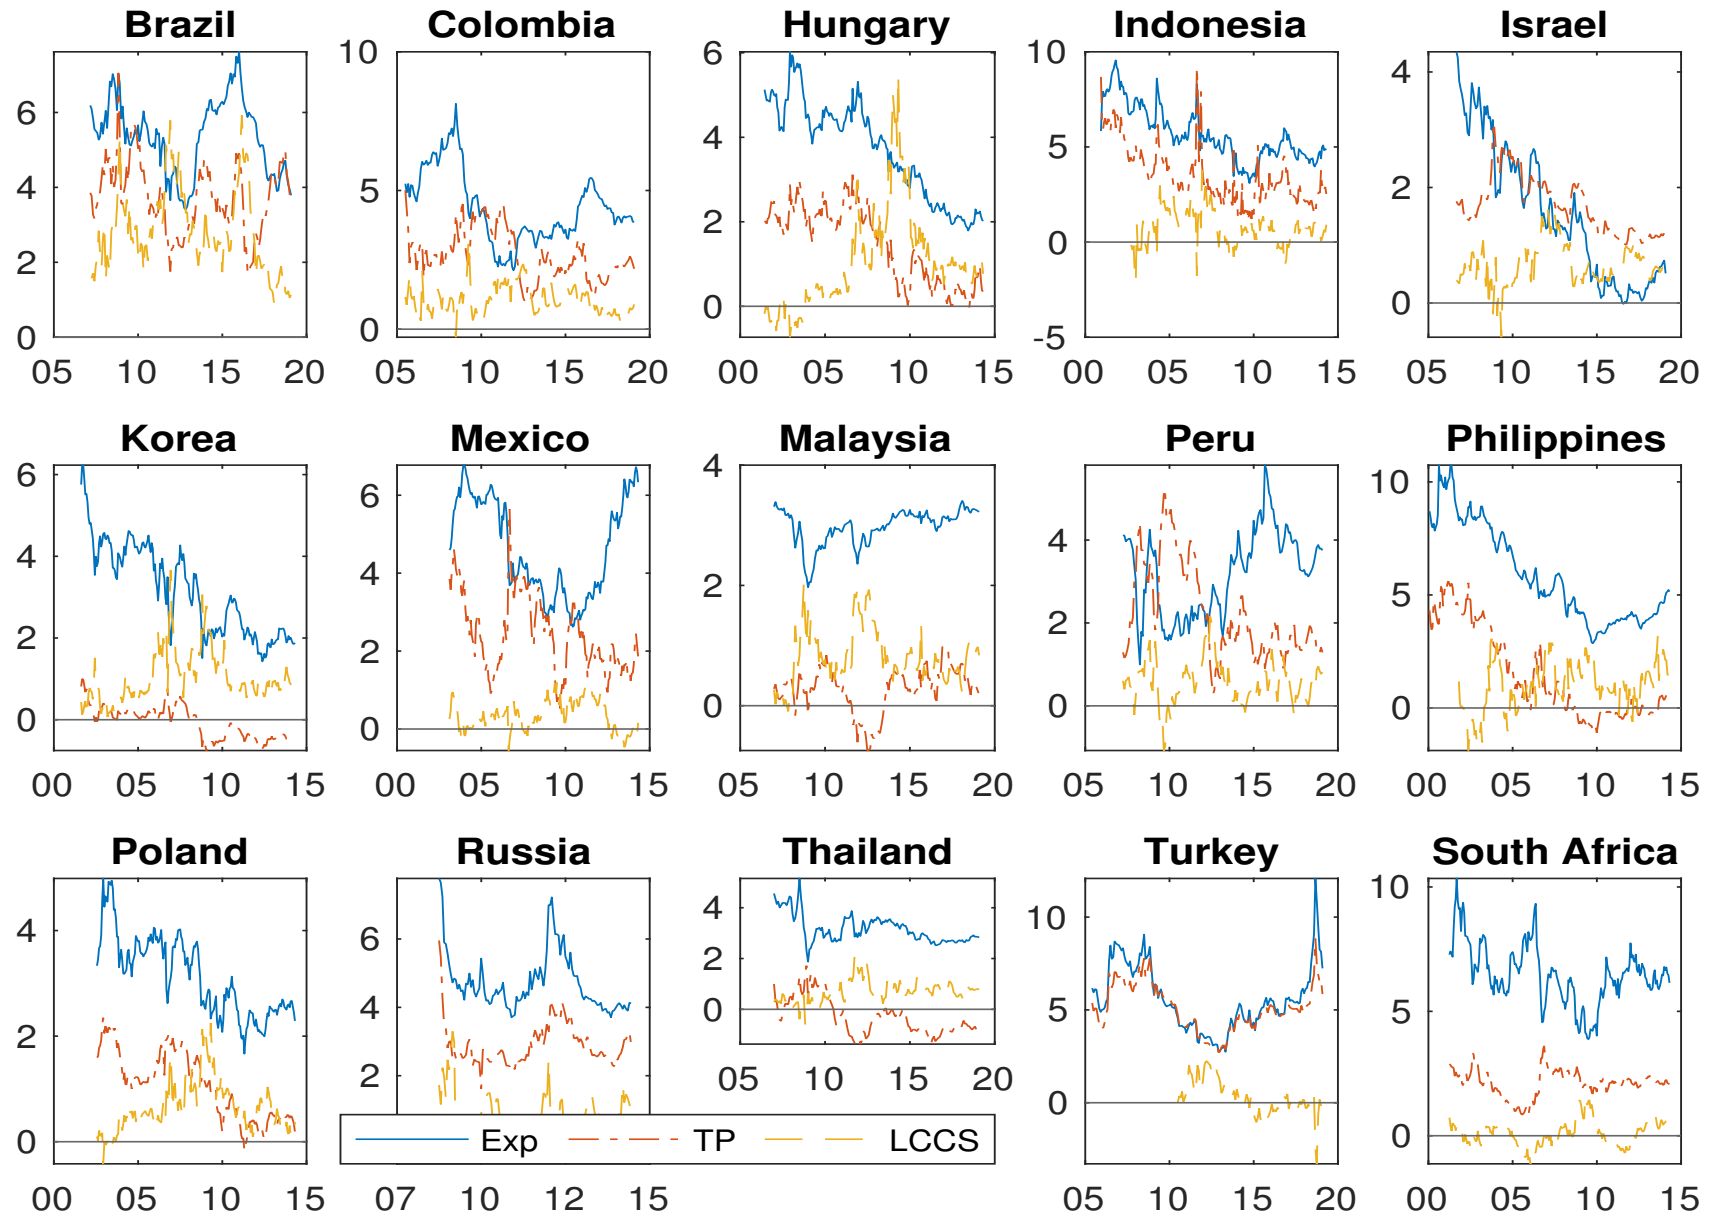 Brazil Colombia Hungary Indonesia Israel
6 4 2 0 05 10 15 20
10 5 0 05 10 15 20
6 4 2 0 00 05 10 15
10 5 0 -5 00 05 10 15
4 2 0 05 10 15 20
Korea Mexico Malaysia Peru Philippines
6 4 2 0 00 05 10 15
6 4 2 0 00 05 10 15
4 2 0 05 10 15 20
4 2 0 05 10 15 20
10 5 0 00 05 10 15
Poland Russia Thailand Turkey South Africa
4 2 0 00 05 10 15
6 4 2 07 10 12 15
4 2 0 05 10 15 20
10 5 0 05 10 15 20
10 5 0 00 05 10 15
Exp TP LCCS